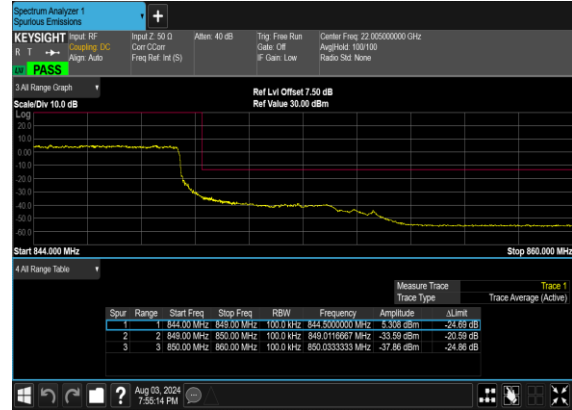 Spectrum Analyzer 1
Spurious Emissions
+
KEYSIGHT Input: RF Input Z: 50 Ω Atten: 40 dB Trig: Free Run Center Freq: 22.005000000 GHz
R T Coupling: DC Corr CCorr Gate: Off Avg|Hold: 100/100
Align: Auto Freq Ref: Int (S) IF Gain: Low Radio Std: None
PASS
3 All Range Graph
Ref Lvl Offset 7.50 dB
Scale/Div 10.0 dB Ref Value 30.00 dBm
Log
20.0
10.0
0.00
-10.0
-20.0
-30.0
-40.0
-50.0
-60.0
Start 844.000 MHz Stop 860.000 MHz
4 All Range Table
Measure Trace Trace 1
Trace Type Trace Average (Active)
Spur Range Start Freq Stop Freq RBW Frequency Amplitude ΔLimit
1 1 844.00 MHz 849.00 MHz 100.0 kHz 844.5000000 MHz 5.308 dBm -24.69 dB
2 2 849.00 MHz 850.00 MHz 100.0 kHz 849.0116667 MHz -33.59 dBm -20.59 dB
3 3 850.00 MHz 860.00 MHz 100.0 kHz 850.0333333 MHz -37.86 dBm -24.86 dB
?
Aug 03, 2024
7:55:14 PM